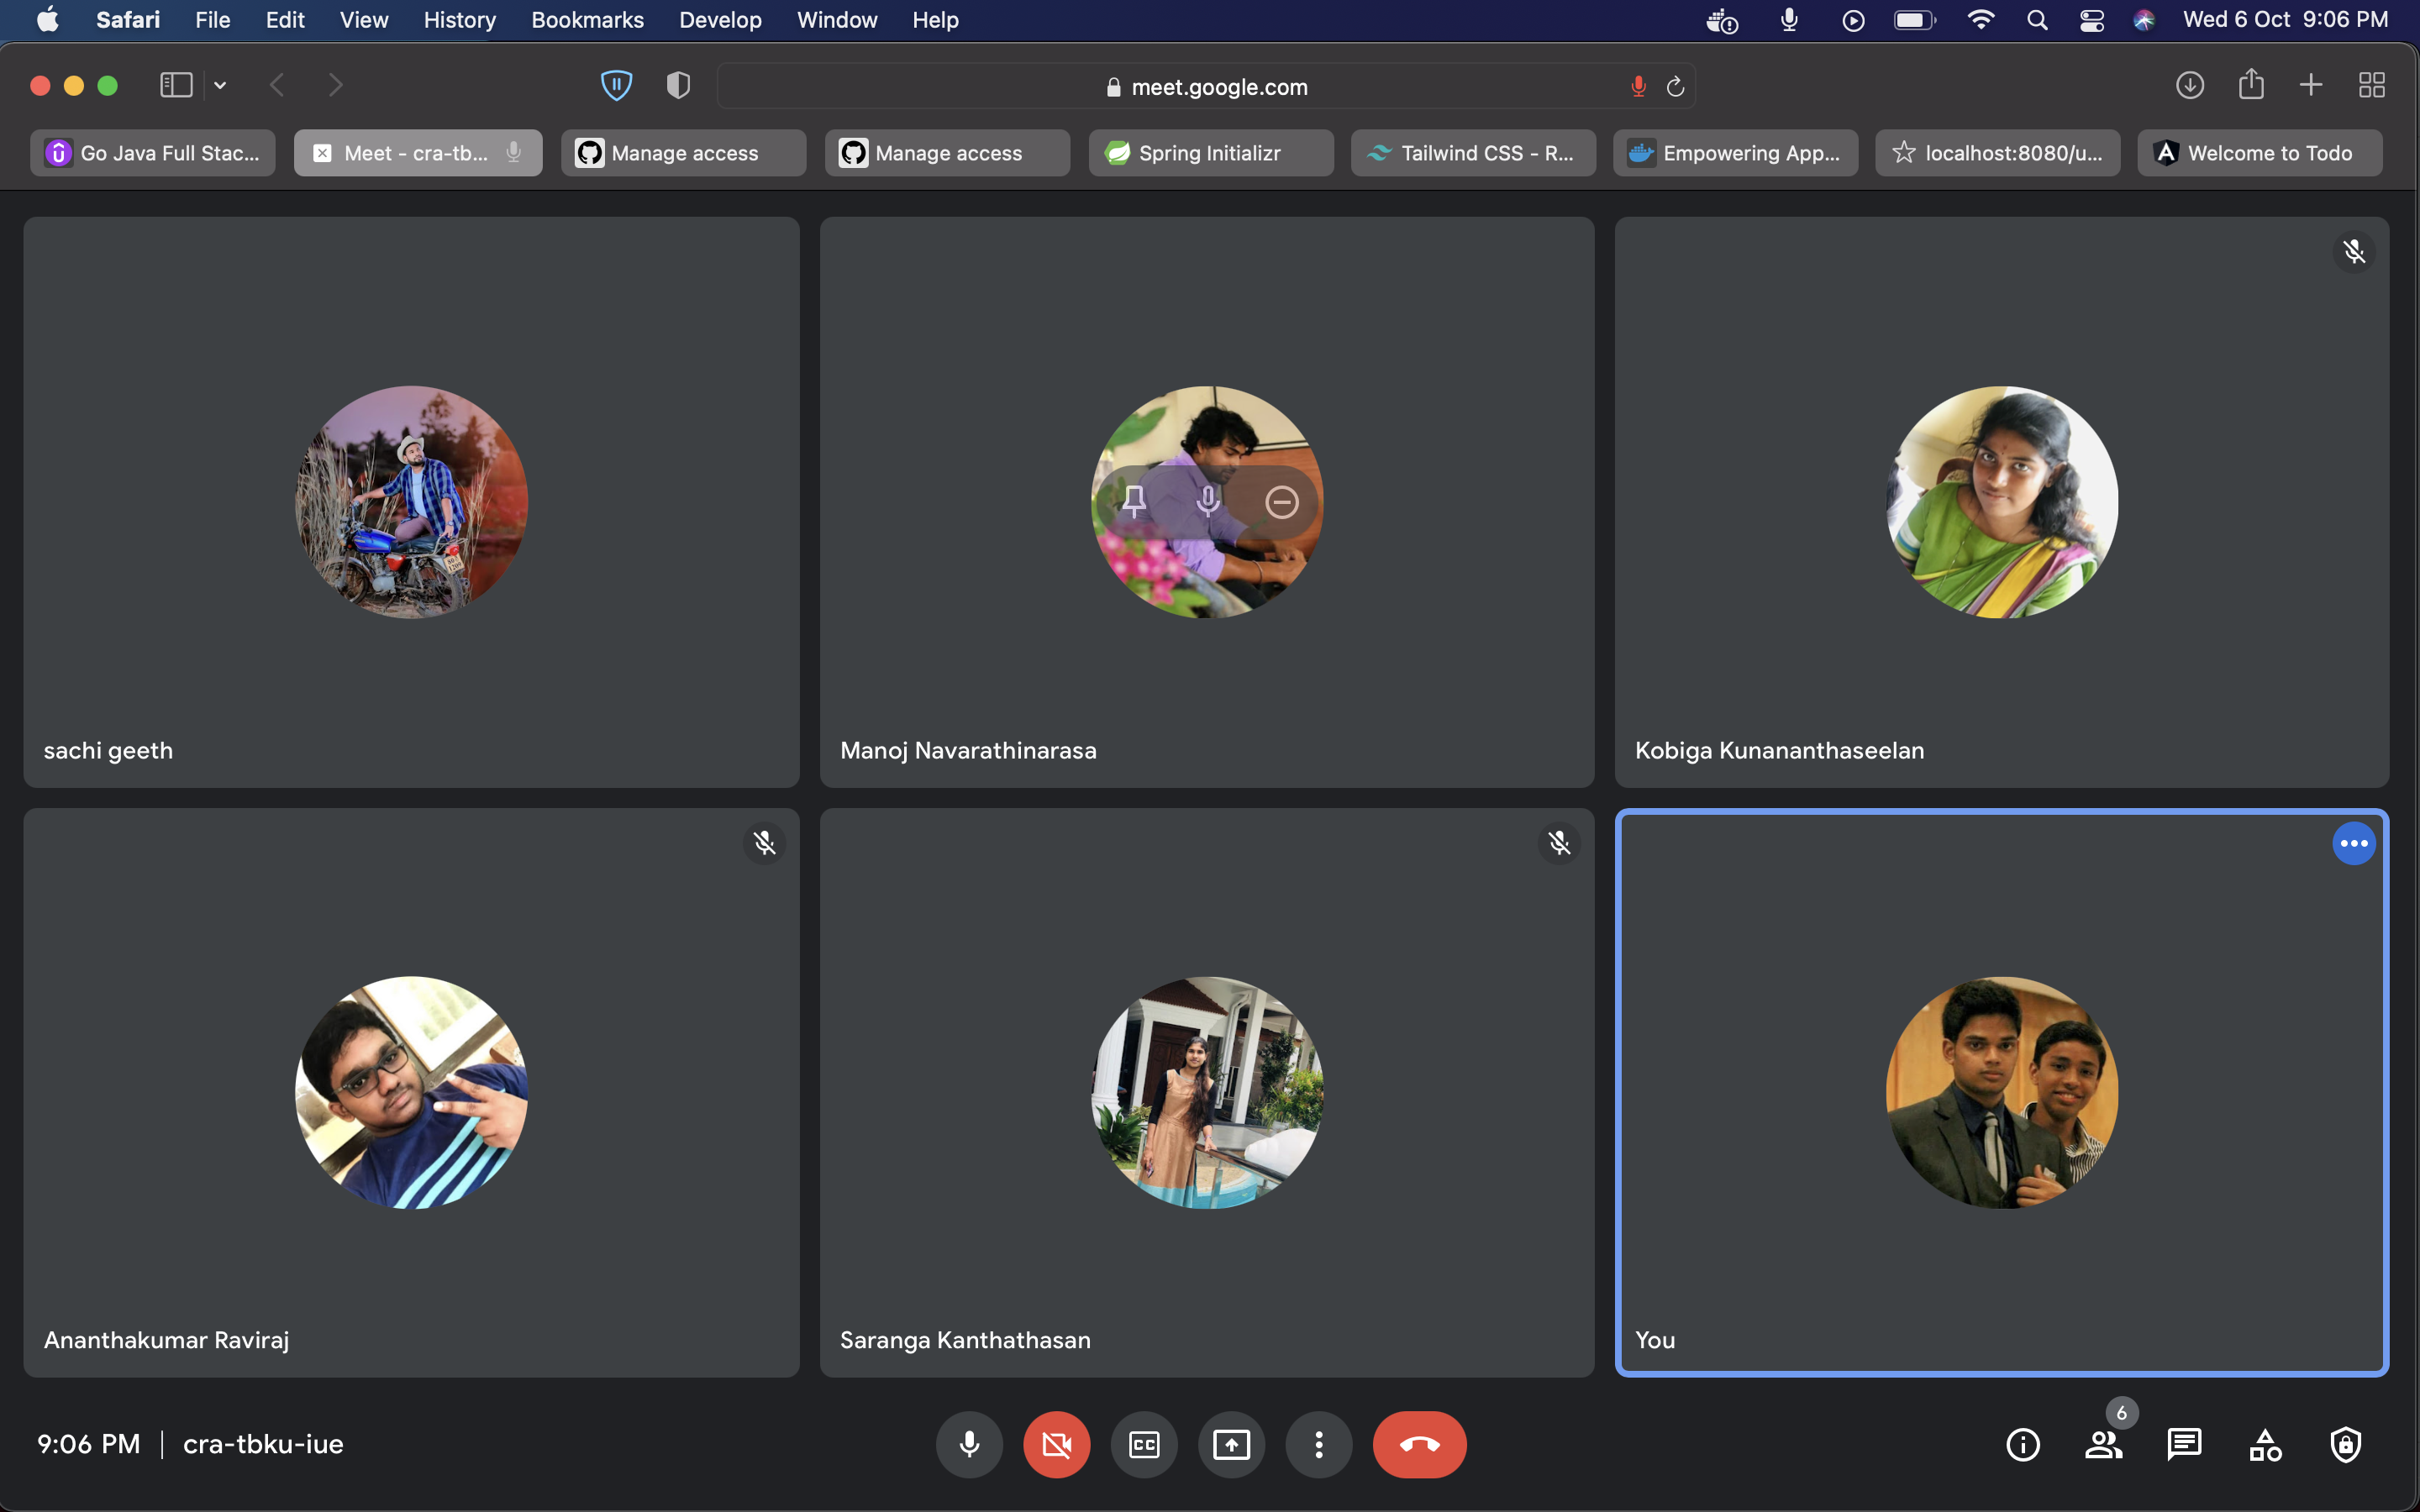 Safari File Edit View History Bookmarks Develop Window Help Wed 6 Oct 9:06 PM
meet.google.com
Go Java Full Stac... Meet - cra-tb... Manage access Manage access Spring Initializr Tailwind CSS - R... Empowering App... localhost:8080/u... Welcome to Todo
sachi geeth
Manoj Navarathinarasa
Kobiga Kunananthaseelan
Ananthakumar Raviraj
Saranga Kanthathasan
You
9:06 PM | cra-tbku-iue
CC
6